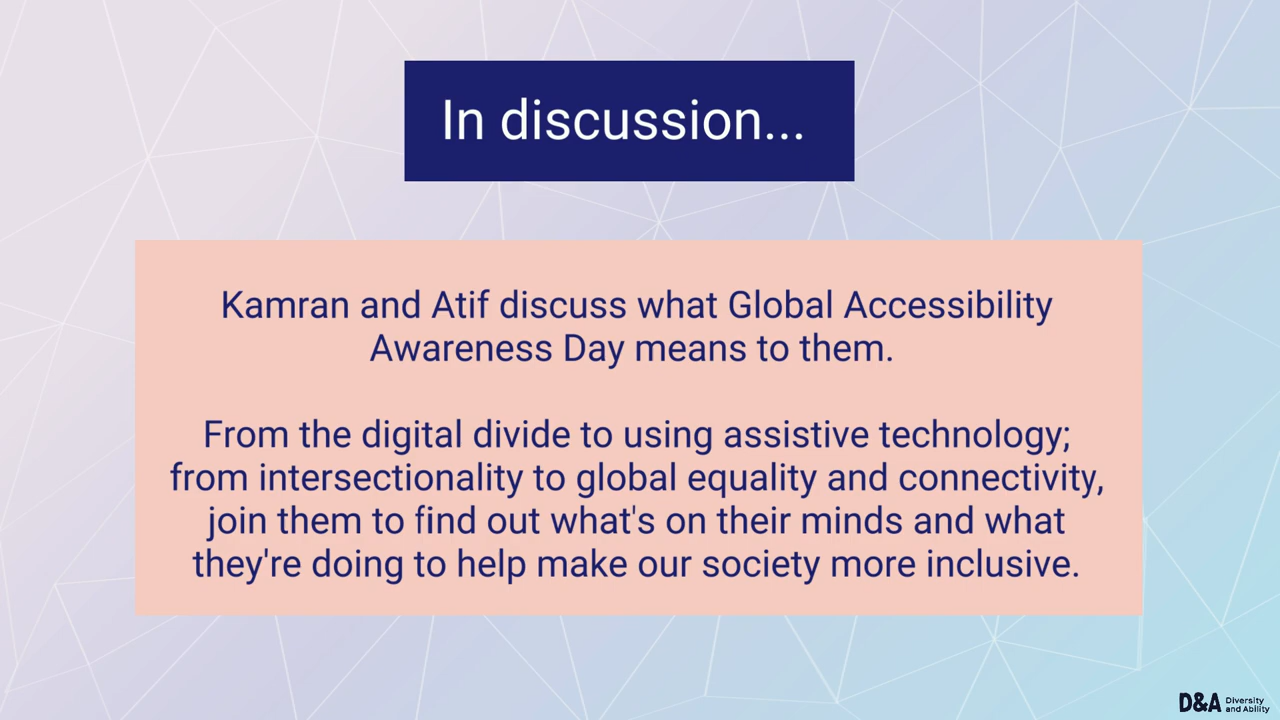 In discussion...
Kamran and Atif discuss what Global Accessibility
Awareness Day means to them.
From the digital divide to using assistive technology;
from intersectionality to global equality and connectivity,
join them to find out what's on their minds and what
they're doing to help make our society more inclusive.
D&A Diversity
and Ability